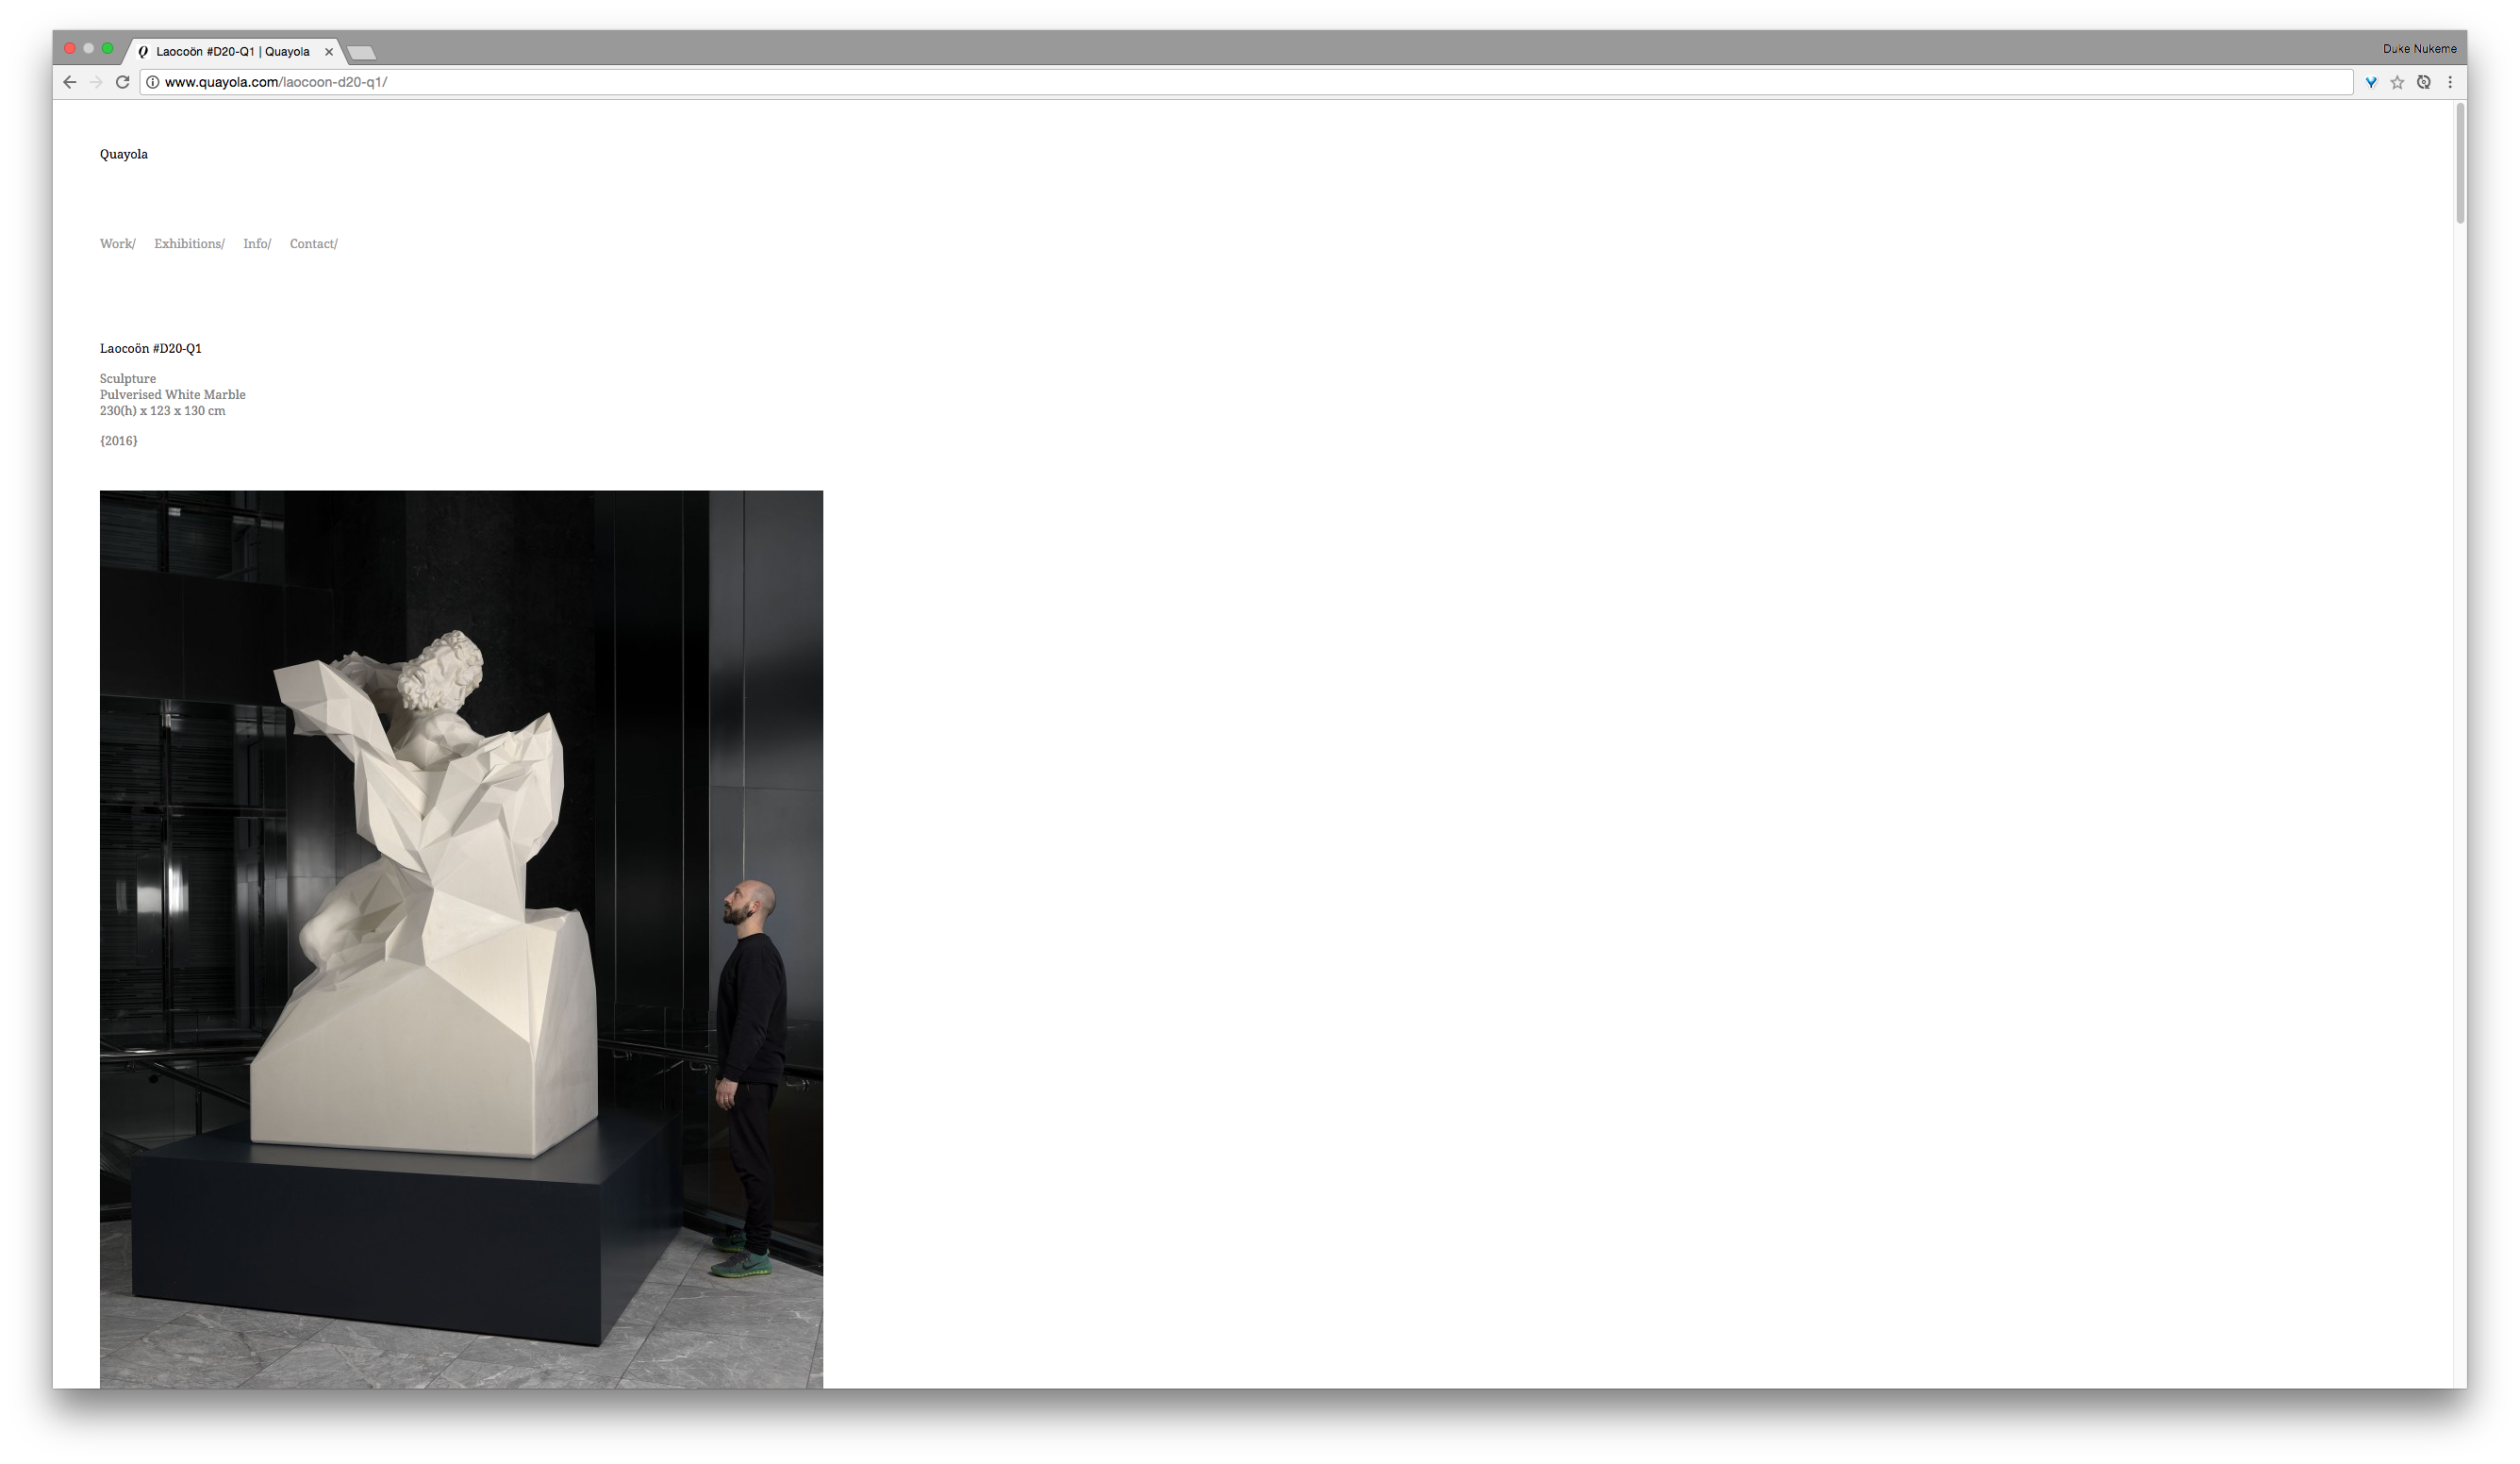 Laocoön #D20-Q1 | Quayola
Duke Nukeme
www.quayola.com/laocoon-d20-q1/
Quayola
Work/ Exhibitions/ Info/ Contact/
Laocoön #D20-Q1
Sculpture
Pulverised White Marble
230(h) x 123 x 130 cm
{2016}